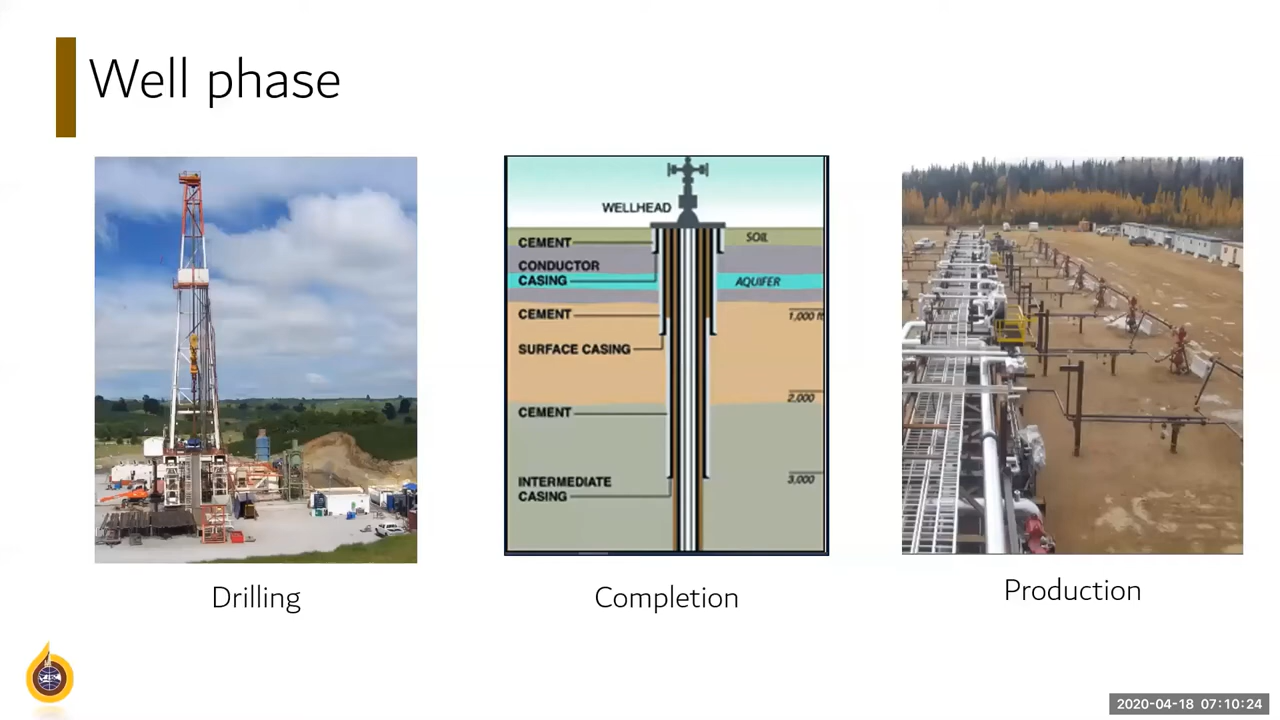 Well phase
WELLHEAD
SOIL
CEMENT
CONDUCTOR
CASING
AQUIFER
CEMENT
1,000 ft
SURFACE CASING
2,000
CEMENT
3,000
INTERMEDIATE
CASING
Drilling
Completion
Production
2020-04-18 07:10:24